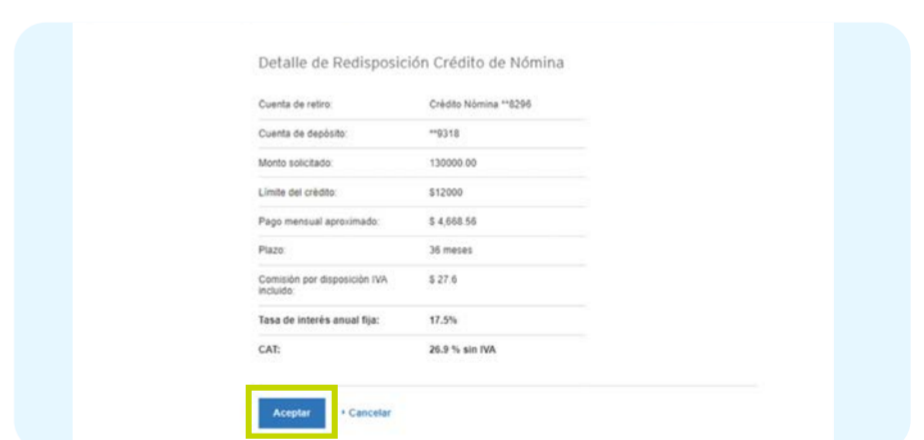 Detalle de Redisposición Crédito de Nómina
Cuenta de retiro: Crédito Nómina **8296
Cuenta de depósito: **9318
Monto solicitado: 130000.00
Límite del crédito: $12000
Pago mensual aproximado: $ 4,668.56
Plazo: 36 meses
Comisión por disposición IVA $ 27.6
incluido:
Tasa de interés anual fija: 17.5%
CAT: 26.9 % sin IVA
Aceptar Cancelar